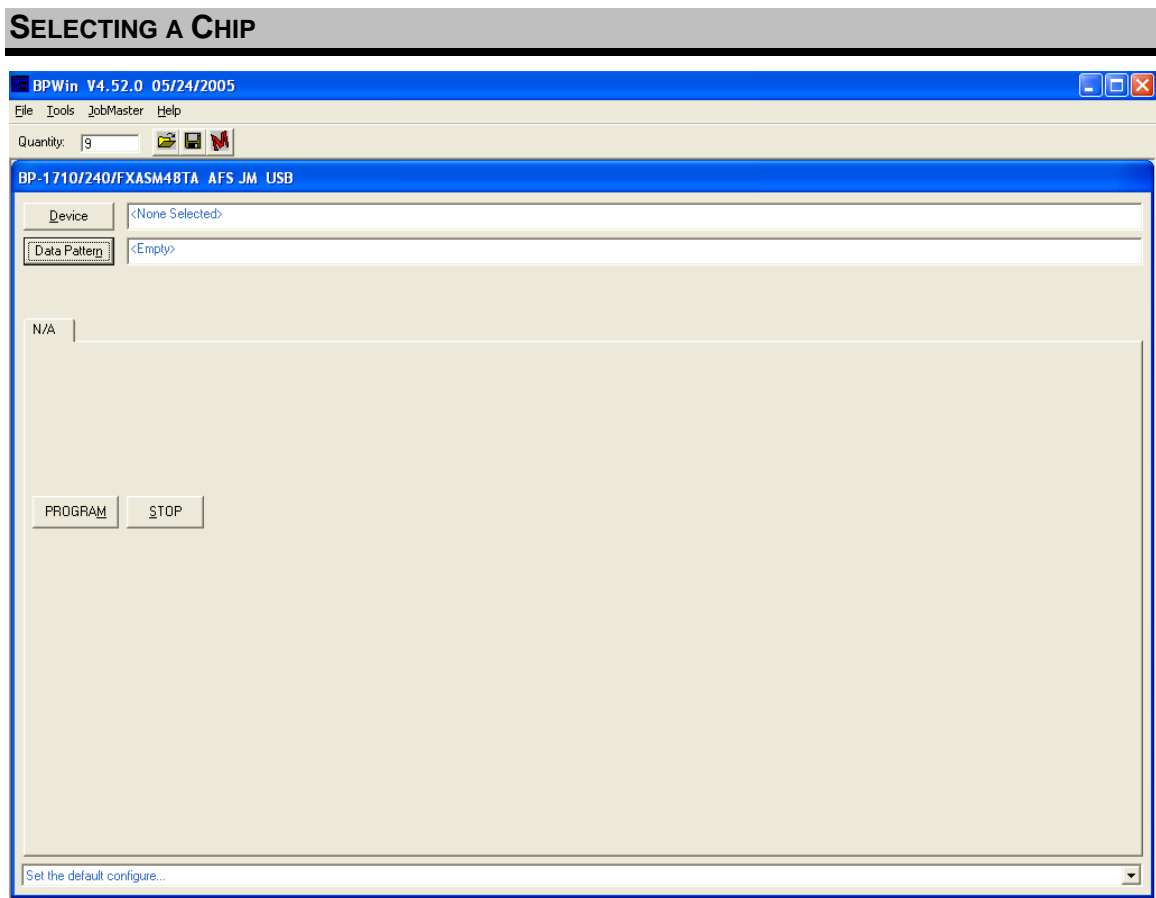 SELECTING A CHIP
BPWin V4.52.0 05/24/2005
File Tools JobMaster Help
Quantity: 9
BP-1710/240/FXASM48TA AFS JM USB
Device <None Selected>
Data Pattern <Empty>
N/A
PROGRAM STOP
Set the default configure...